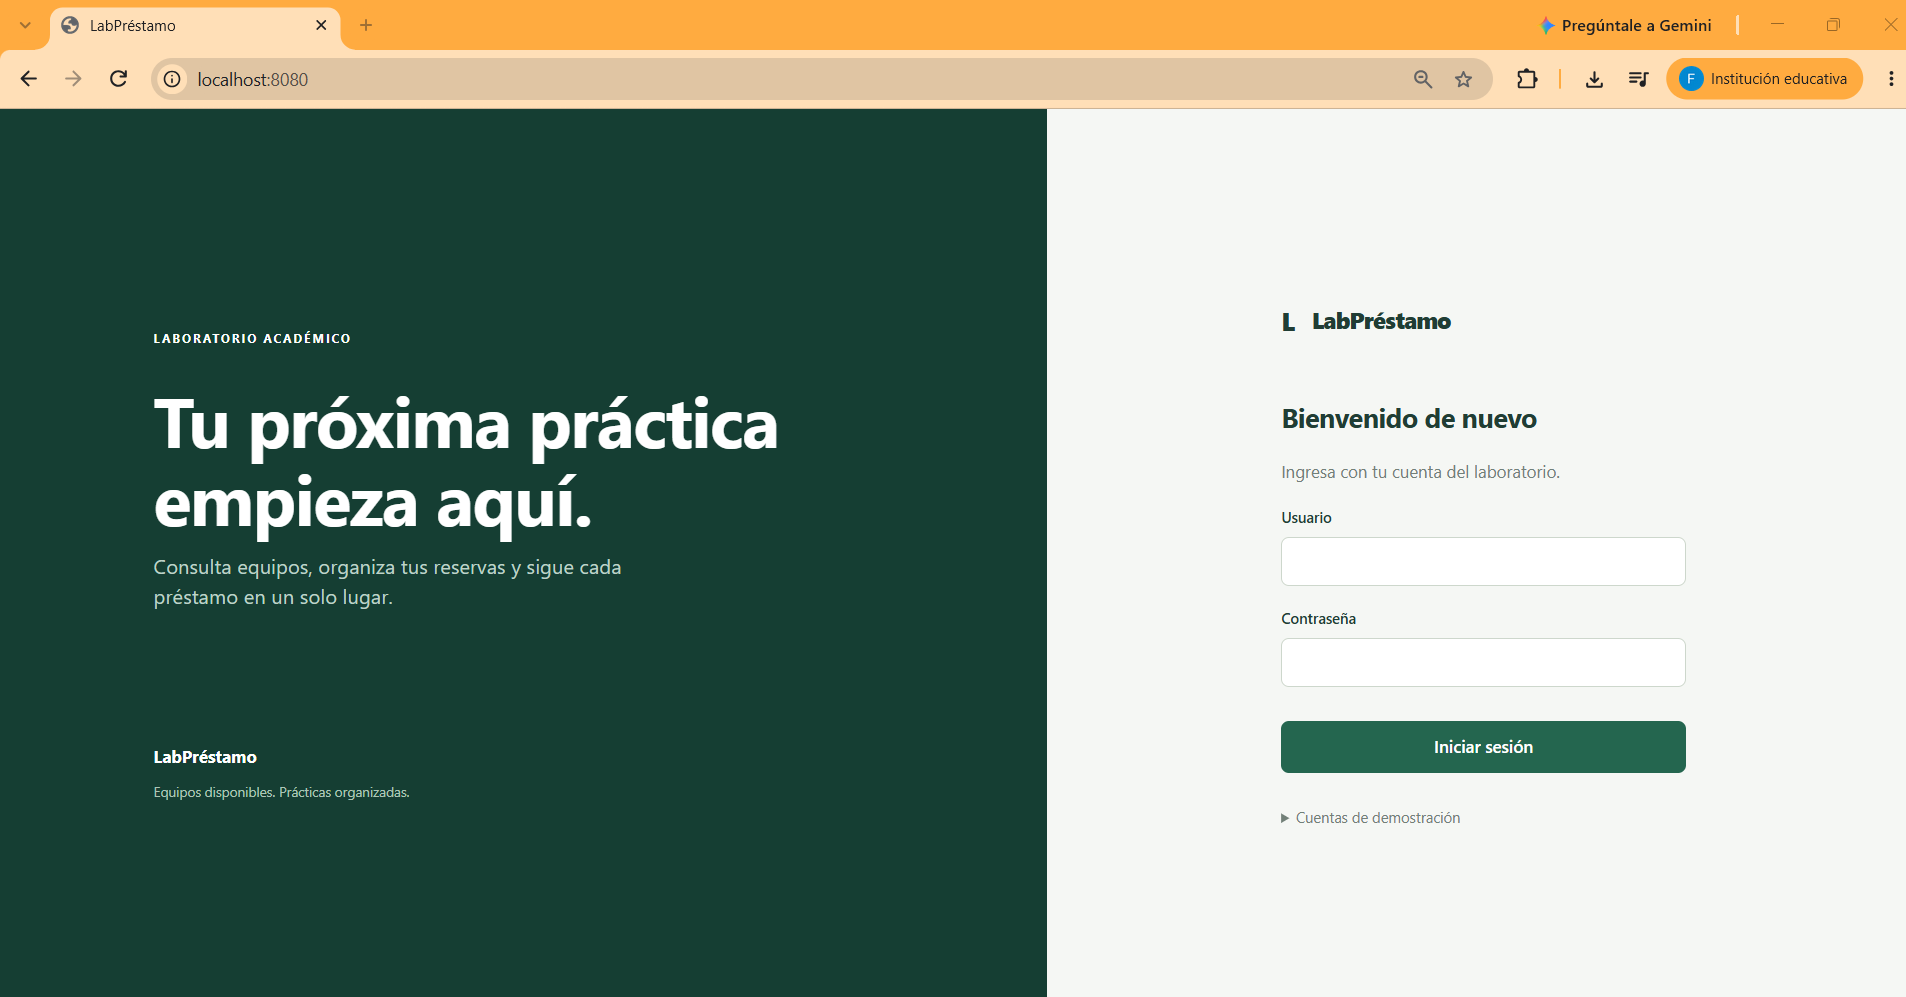 LabPréstamo
Pregúntale a Gemini
localhost:8080
F
Institución educativa
LABORATORIO ACADÉMICO
Tu próxima práctica
empieza aquí.
Consulta equipos, organiza tus reservas y sigue cada
préstamo en un solo lugar.
LabPréstamo
Equipos disponibles. Prácticas organizadas.
L LabPréstamo
Bienvenido de nuevo
Ingresa con tu cuenta del laboratorio.
Usuario
Contraseña
Iniciar sesión
Cuentas de demostración